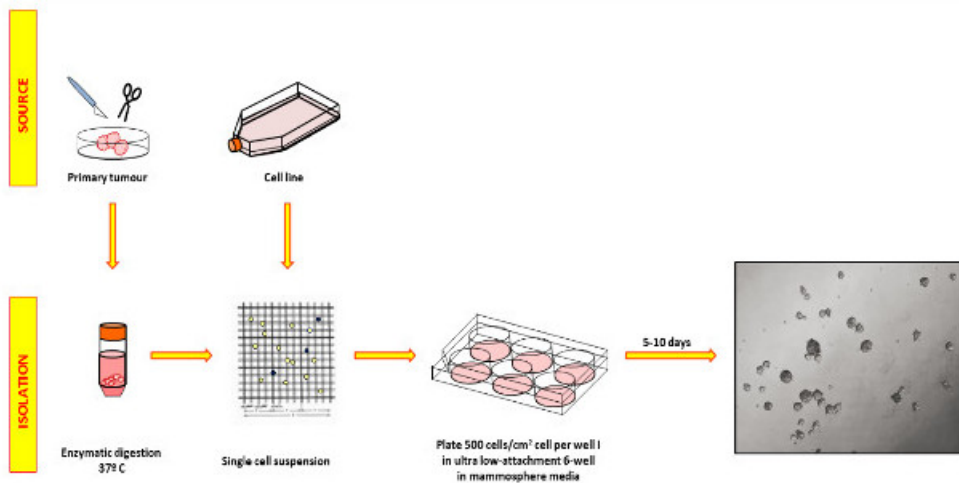 SOURCE
Primary tumour
Cell line
ISOLATION
5-10 days
Enzymatic digestion
37º C
Single cell suspension
Plate 500 cells/cm² cell per well I
in ultra low-attachment 6-well
in mammosphere media